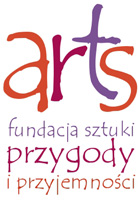 arts
fundacja sztuki
przygody
i przyjemności